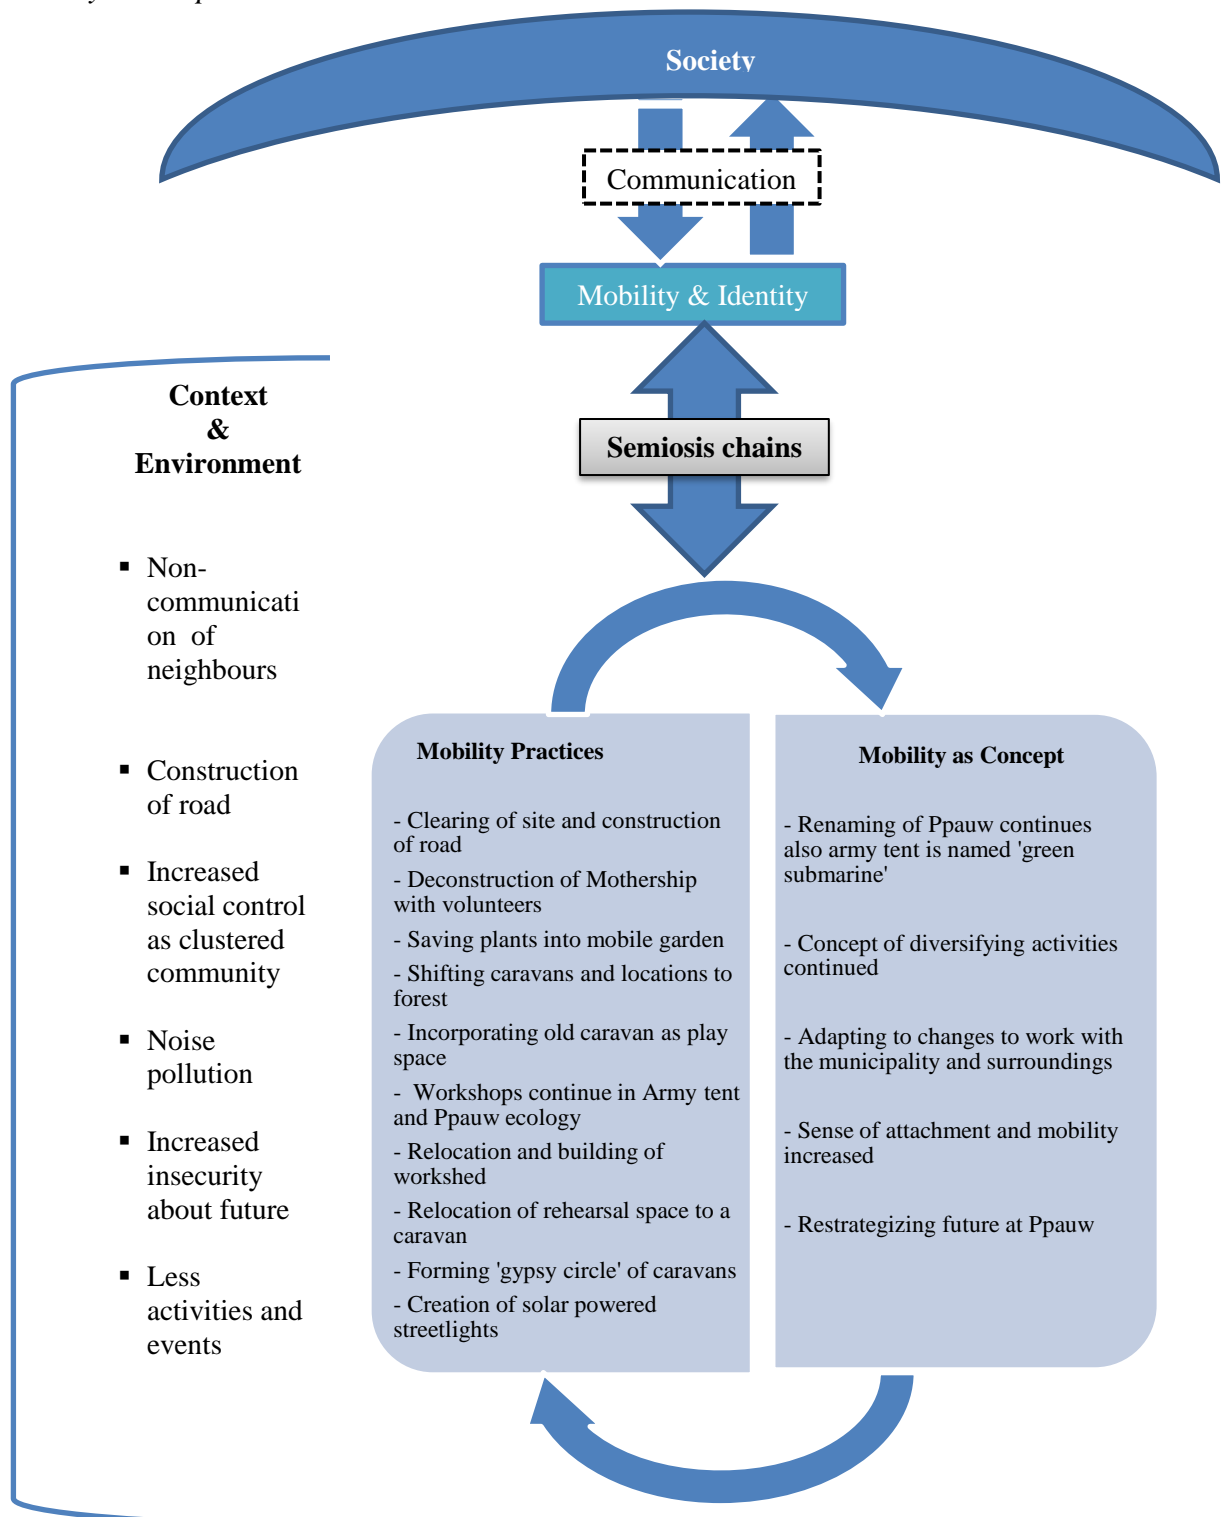 Society
Communication
Mobility & Identity
Semiosis chains
Context
&
Environment
▪ Non-
communicati
on of
neighbours
▪ Construction
of road
▪ Increased
social control
as clustered
community
▪ Noise
pollution
▪ Increased
insecurity
about future
▪ Less
activities and
events
Mobility Practices
- Clearing of site and construction
of road
- Deconstruction of Mothership
with volunteers
- Saving plants into mobile garden
- Shifting caravans and locations to
forest
- Incorporating old caravan as play
space
- Workshops continue in Army tent
and Ppauw ecology
- Relocation and building of
workshed
- Relocation of rehearsal space to a
caravan
- Forming 'gypsy circle' of caravans
- Creation of solar powered
streetlights
Mobility as Concept
- Renaming of Ppauw continues
also army tent is named 'green
submarine'
- Concept of diversifying activities
continued
- Adapting to changes to work with
the municipality and surroundings
- Sense of attachment and mobility
increased
- Restrategizing future at Ppauw